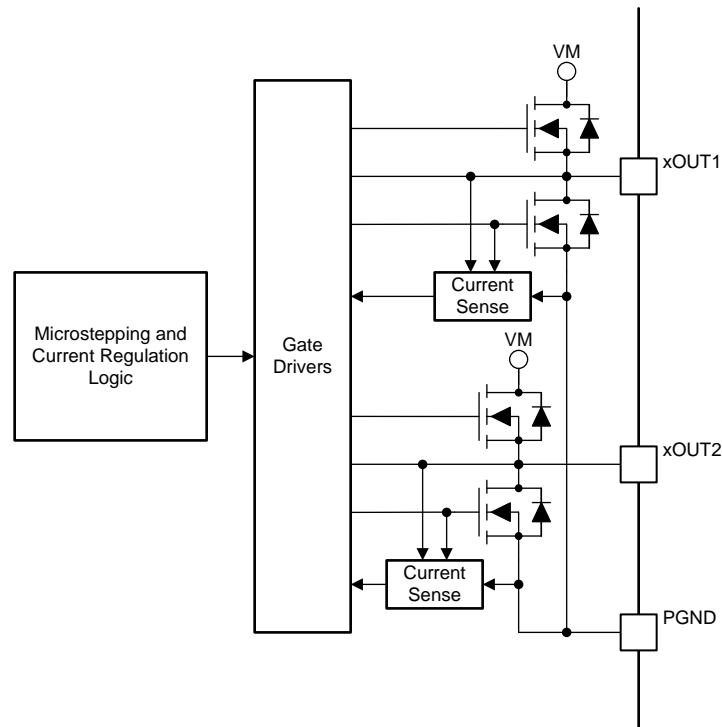 VM
xOUT1
Current
Sense
Microstepping and
Current Regulation
Logic
Gate
Drivers
VM
xOUT2
Current
Sense
PGND